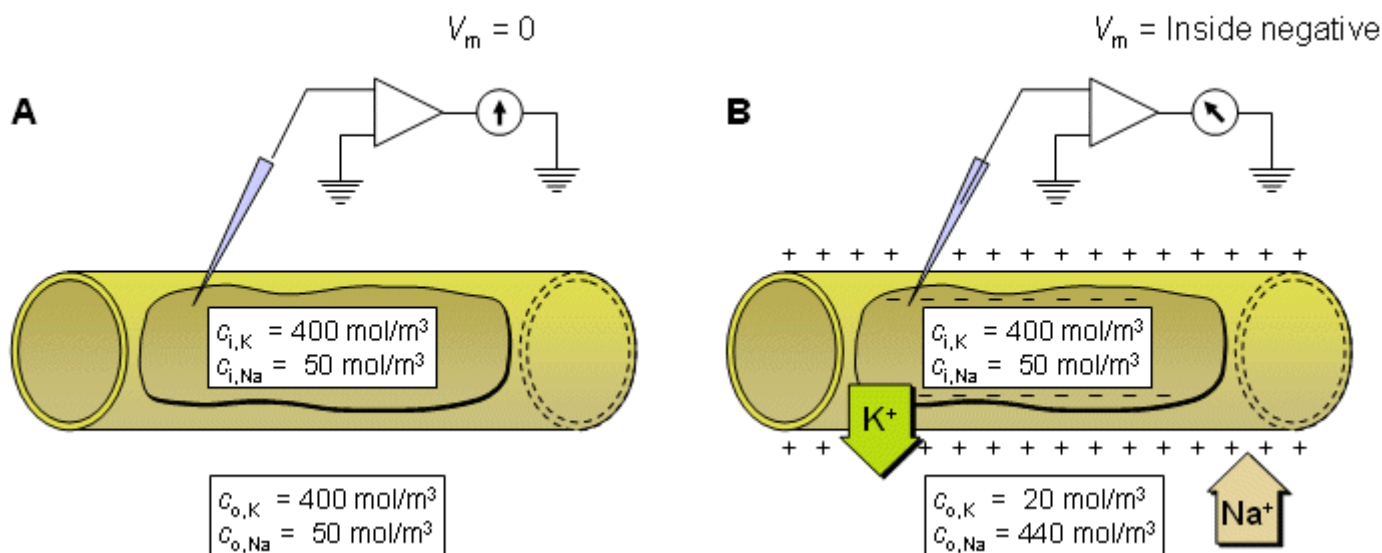 V_m = 0
V_m = Inside negative
A
B
c_i,K = 400 mol/m³
c_i,Na = 50 mol/m³
c_i,K = 400 mol/m³
c_i,Na = 50 mol/m³
K⁺
c_o,K = 400 mol/m³
c_o,Na = 50 mol/m³
c_o,K = 20 mol/m³
c_o,Na = 440 mol/m³
Na⁺